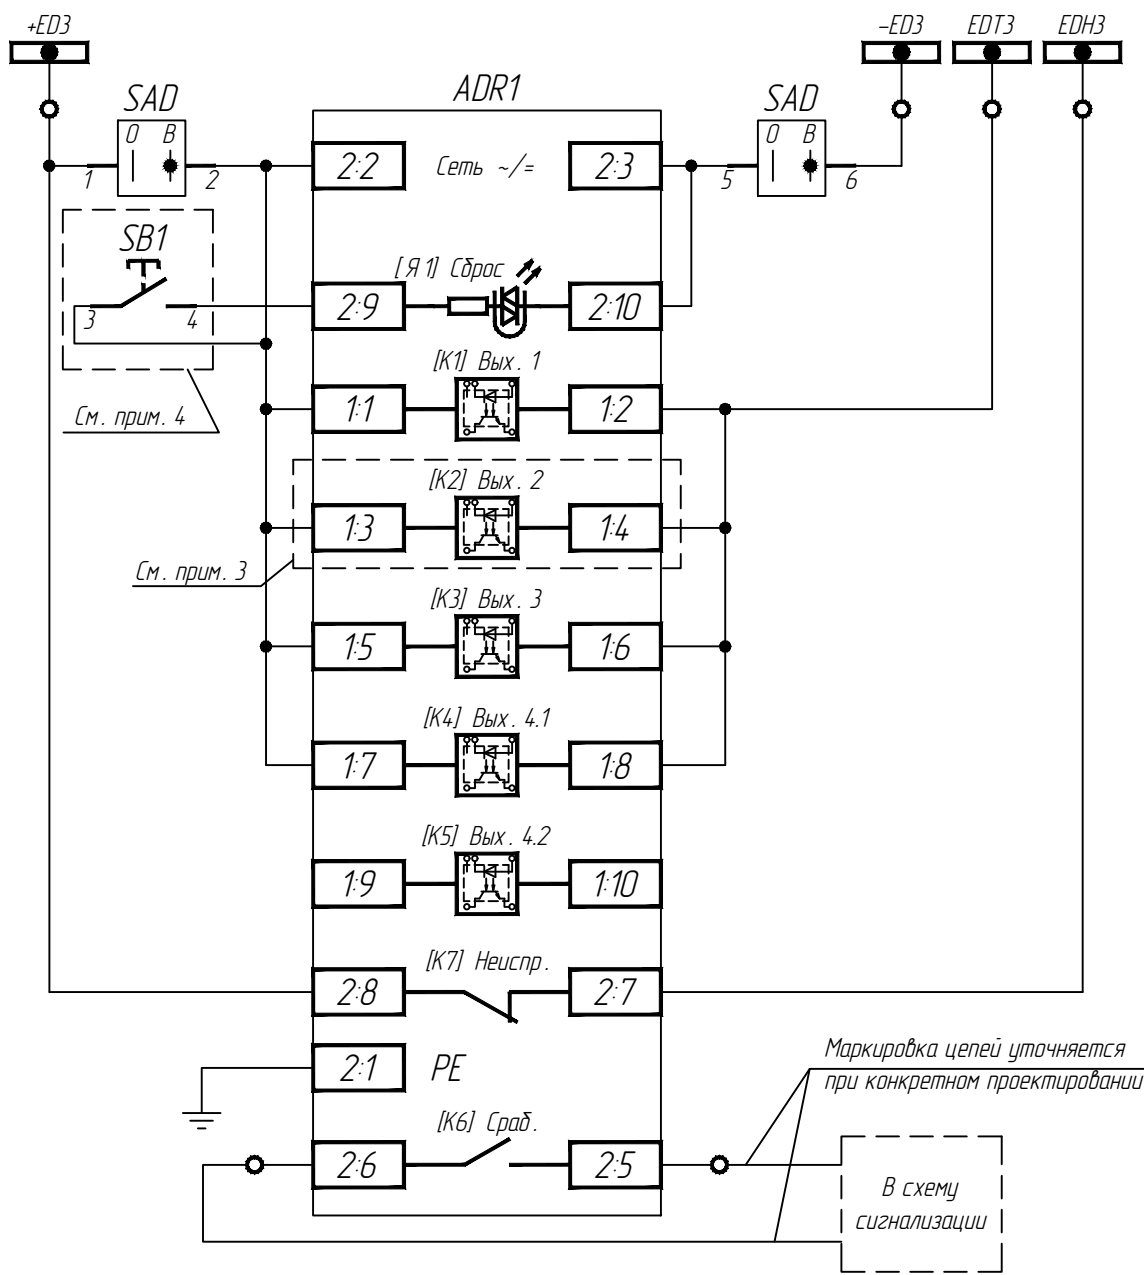 +ED3
-ED3
EDT3
EDH3
SAD
ADR1
SAD
O B
O B
2:2
Сеть ~/=
2:3
1
2
5
6
SB1
[Я1] Сброс
3
4
2:9
2:10
[K1] Вых. 1
См. прим. 4
1:1
1:2
[K2] Вых. 2
1:3
1:4
См. прим. 3
[K3] Вых. 3
1:5
1:6
[K4] Вых. 4.1
1:7
1:8
[K5] Вых. 4.2
1:9
1:10
[K7] Неиспр.
2:8
2:7
2:1
PE
Маркировка цепей уточняется
при конкретном проектировании
[K6] Сраб.
2:6
2:5
В схему
сигнализации